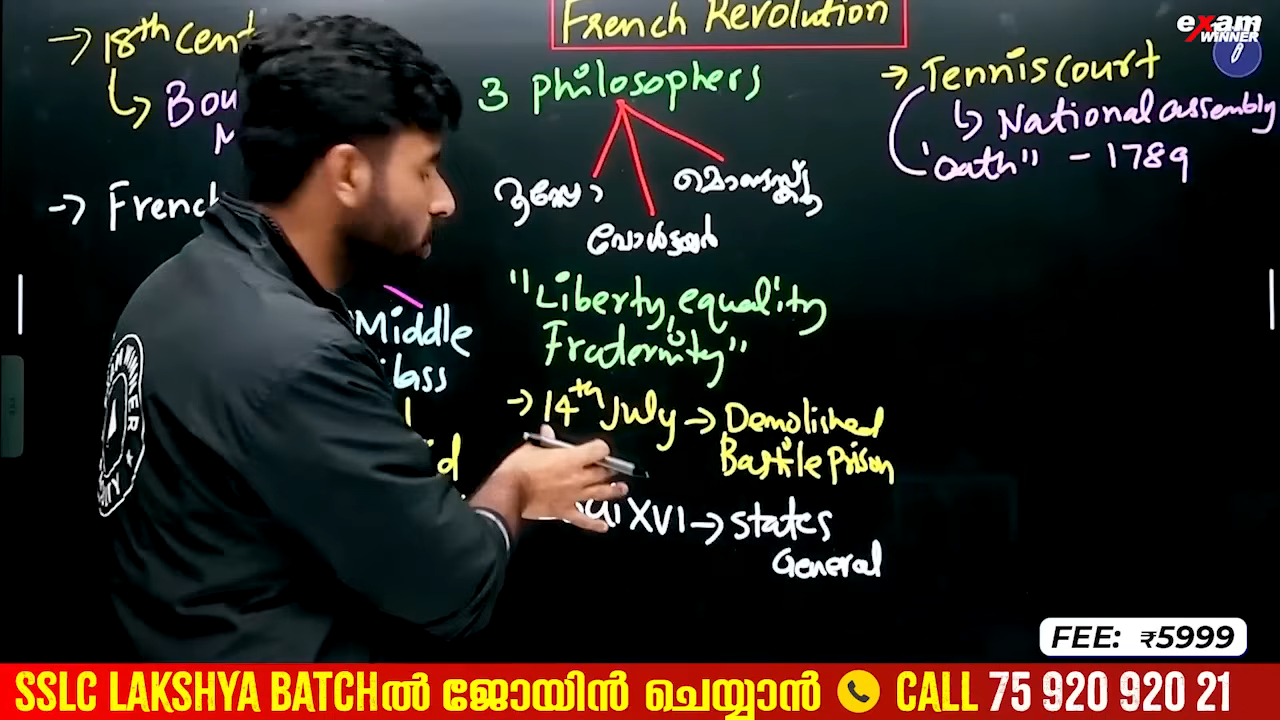 French Revolution
exam
WINNER
→ 18th cent
↳ Bou
→ French
Middle
lass
3 philosophers
റൂസ്സോ
വോൾട്ടയർ
മൊണ്ടസ്ക്യൂ
"Liberty, equality
Fraternity"
→ 14th July → Demolished
Bastile prison
XVI → States
General
→ Tennis court
↳ National assembly
'Oath" - 1789
FEE: ₹5999
SSLC LAKSHYA BATCHൽ ജോയിൻ ചെയ്യാൻ CALL 75 920 920 21